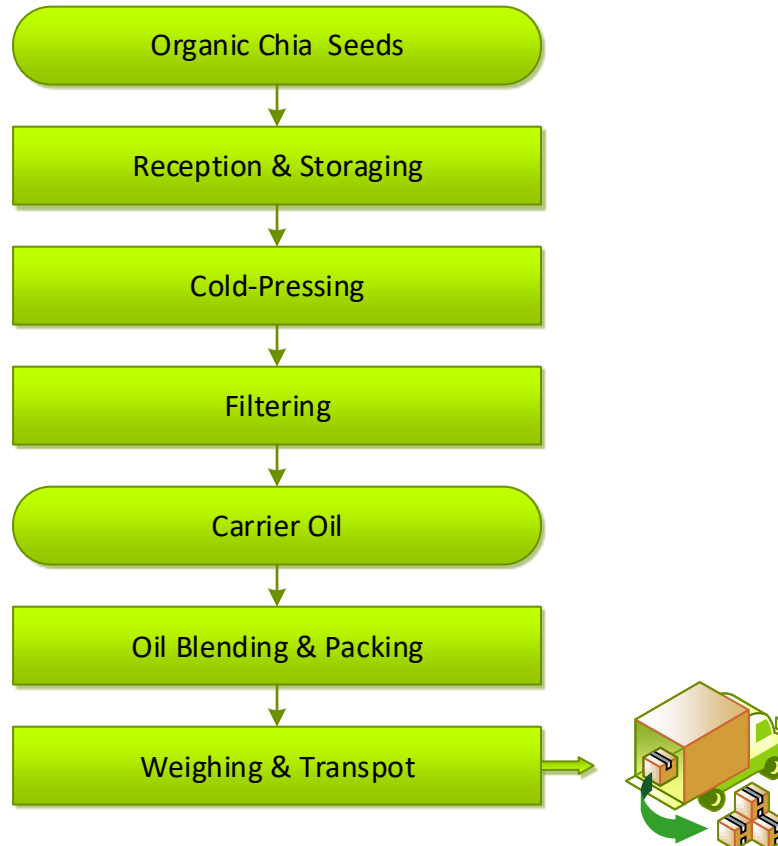 Organic Chia  Seeds
Reception & Storaging
Cold-Pressing
Filtering
Carrier Oil
Oil Blending & Packing
Weighing & Transpot